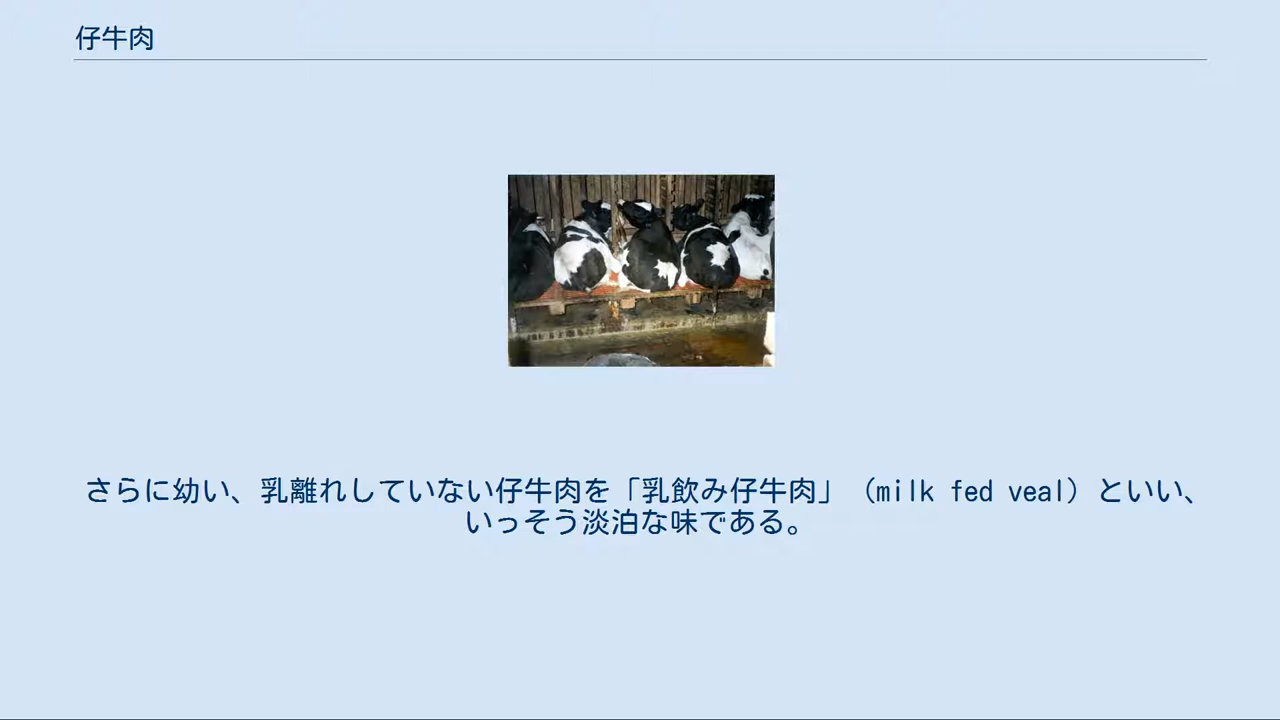 仔牛肉
さらに幼い、乳離れしていない仔牛肉を「乳飲み仔牛肉」（milk fed veal）といい、
いっそう淡泊な味である。